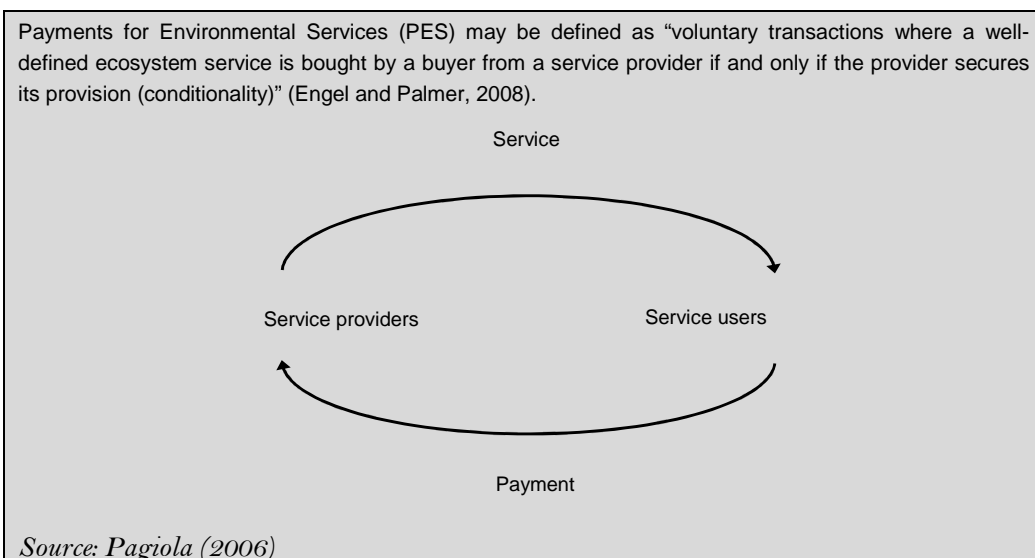 Payments for Environmental Services (PES) may be defined as “voluntary transactions where a well-
defined ecosystem service is bought by a buyer from a service provider if and only if the provider secures
its provision (conditionality)” (Engel and Palmer, 2008).
Service
Service providers
Service users
Payment
Source: Pagiola (2006)